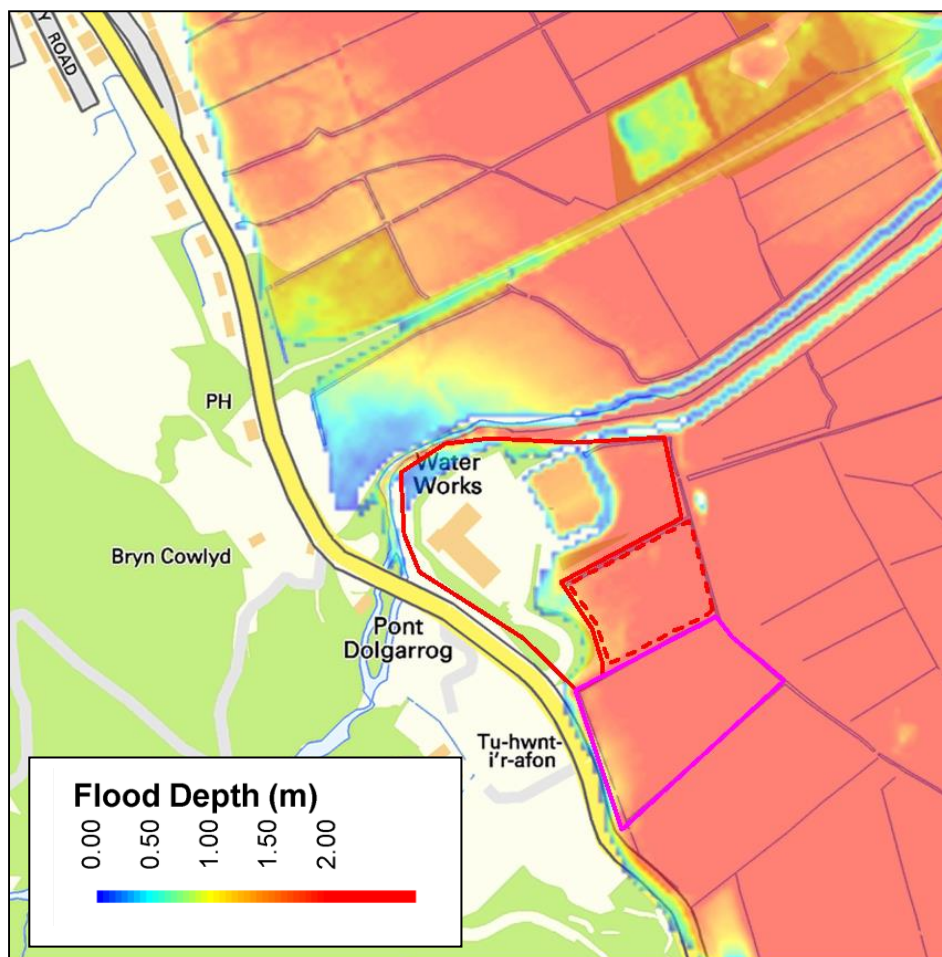 Y ROAD
PH
Water
Works
Bryn Cowlyd
Pont
Dolgarrog
Tu-hwnt-
i'r-afon
Flood Depth (m)
0.00 0.50 1.00 1.50 2.00